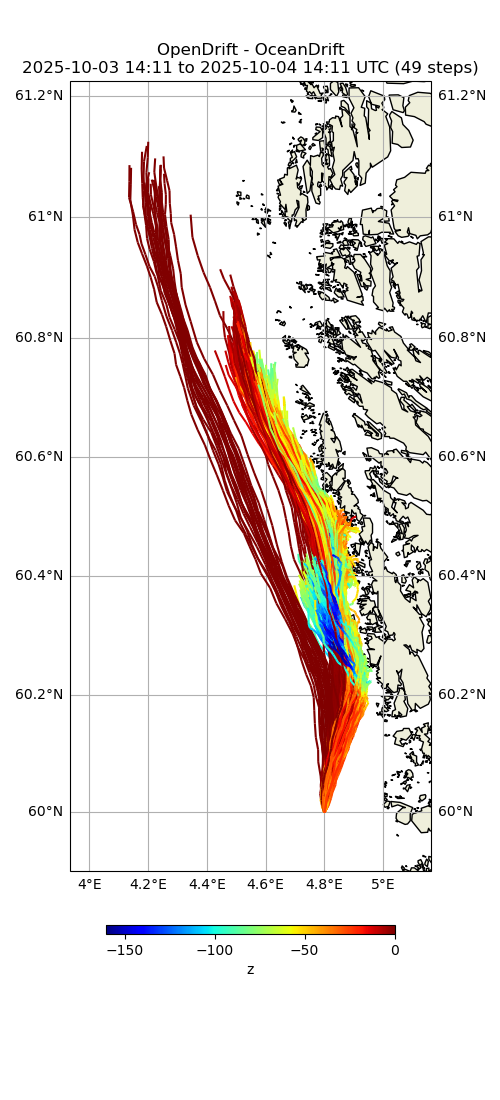 OpenDrift - OceanDrift
2025-10-03 14:11 to 2025-10-04 14:11 UTC (49 steps)
61.2°N 61.2°N
61°N 61°N
60.8°N 60.8°N
60.6°N 60.6°N
60.4°N 60.4°N
60.2°N 60.2°N
60°N 60°N
4°E 4.2°E 4.4°E 4.6°E 4.8°E 5°E
−150 −100 −50 0
z